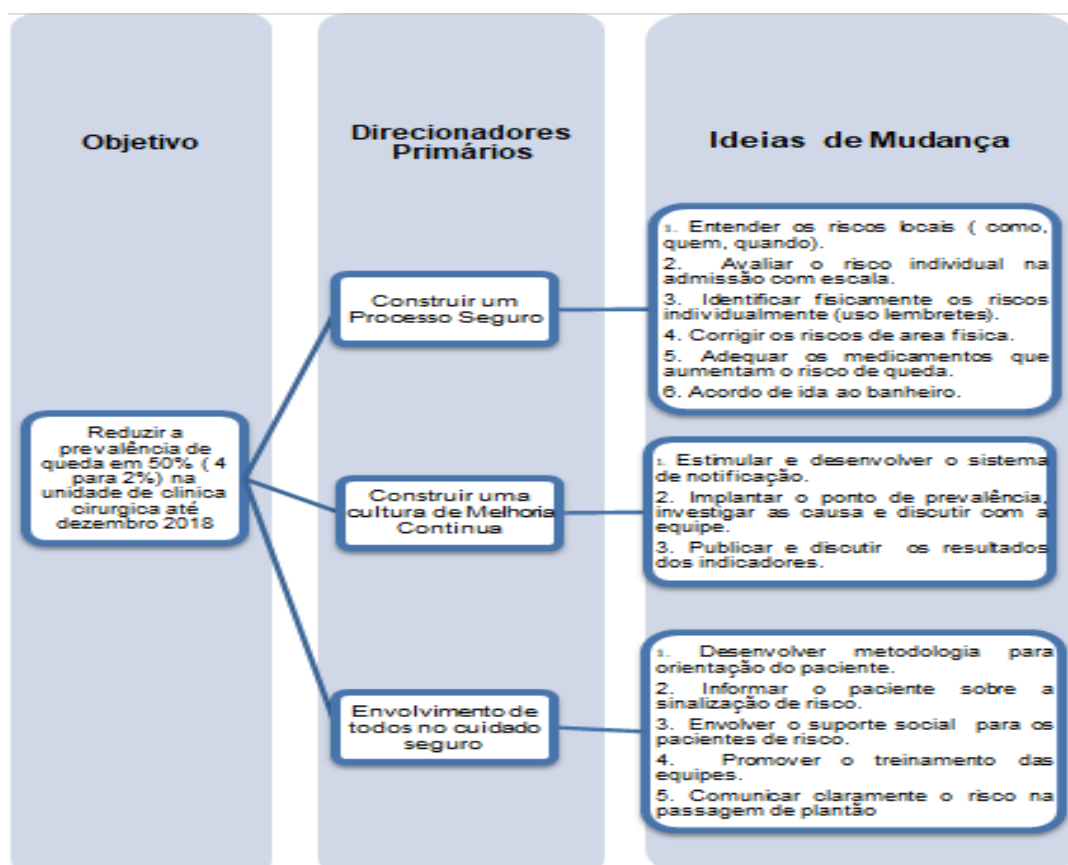 Objetivo
Direcionadores
Primários
Ideias de Mudança
Reduzir a
prevalência de
queda em 50% ( 4
para 2%) na
unidade de clinica
cirurgica até
dezembro 2018
Construir um
Processo Seguro
1. Entender os riscos locais ( como,
quem, quando).
2. Avaliar o risco individual na
admissão com escala.
3. Identificar fisicamente os riscos
individualmente (uso lembretes).
4. Corrigir os riscos de area fisica.
5. Adequar os medicamentos que
aumentam o risco de queda.
6. Acordo de ida ao banheiro.
Construir uma
cultura de Melhoria
Continua
1. Estimular e desenvolver o sistema
de notificação.
2. Implantar o ponto de prevalência,
investigar as causa e discutir com a
equipe.
3. Publicar e discutir os resultados
dos indicadores.
Envolvimento de
todos no cuidado
seguro
1. Desenvolver metodologia para
orientação do paciente.
2. Informar o paciente sobre a
sinalização de risco.
3. Envolver o suporte social para os
pacientes de risco.
4. Promover o treinamento das
equipes.
5. Comunicar claramente o risco na
passagem de plantão